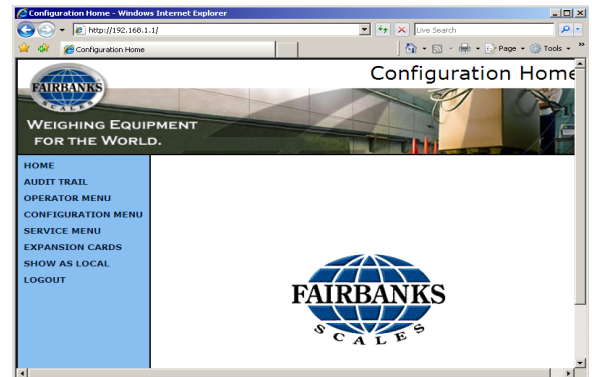 Configuration Home - Windows Internet Explorer
http://192.168.1.1/
Live Search
Configuration Home
Page
Tools
»
Configuration Home
FAIRBANKS
SCALES
WEIGHING EQUIPMENT
FOR THE WORLD.
HOME
AUDIT TRAIL
OPERATOR MENU
CONFIGURATION MENU
SERVICE MENU
EXPANSION CARDS
SHOW AS LOCAL
LOGOUT
FAIRBANKS
SCALES